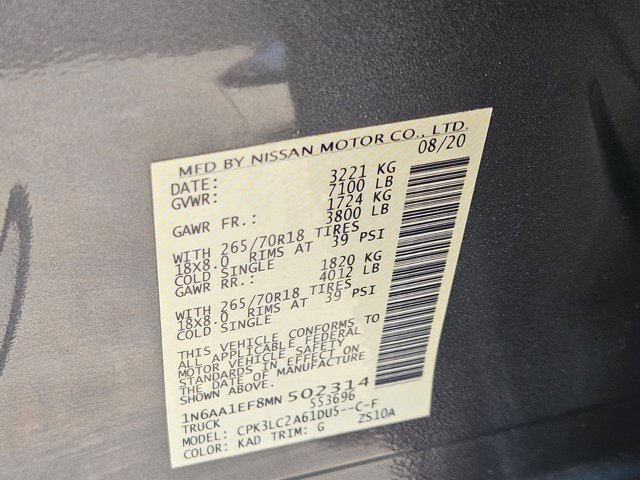 MFD BY NISSAN MOTOR CO., LTD.
DATE: 08/20
GVWR: 3221 KG
7100 LB
GAWR FR.: 1724 KG
3800 LB
WITH 265/70R18 TIRES
18X8.0 RIMS AT 39 PSI
COLD SINGLE
GAWR RR.: 1820 KG
4012 LB
WITH 265/70R18 TIRES
18X8.0 RIMS AT 39 PSI
COLD SINGLE
THIS VEHICLE CONFORMS TO
ALL APPLICABLE FEDERAL
MOTOR VEHICLE SAFETY
STANDARDS IN EFFECT ON
THE DATE OF MANUFACTURE
SHOWN ABOVE.
1N6AA1EF8MN 502314
TRUCK 553696
MODEL: CPK3LC2A61DUS--C-F
COLOR: KAD TRIM: G ZS10A